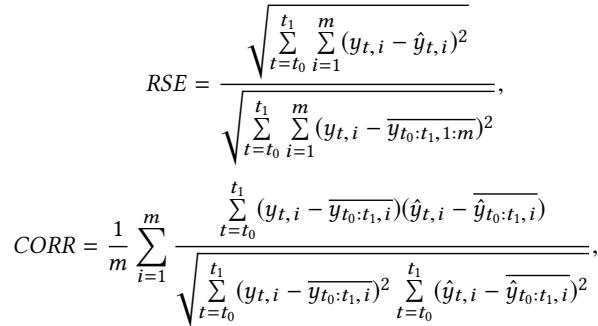 RSE = \frac{\sqrt{\sum_{t=t_0}^{t_1} \sum_{i=1}^{m} (y_{t,i} - \hat{y}_{t,i})^2}}{\sqrt{\sum_{t=t_0}^{t_1} \sum_{i=1}^{m} (y_{t,i} - \overline{y_{t_0:t_1,1:m}})^2}},
CORR = \frac{1}{m} \sum_{i=1}^{m} \frac{\sum_{t=t_0}^{t_1} (y_{t,i} - \overline{y_{t_0:t_1,i}})(\hat{y}_{t,i} - \overline{\hat{y}_{t_0:t_1,i}})}{\sqrt{\sum_{t=t_0}^{t_1} (y_{t,i} - \overline{y_{t_0:t_1,i}})^2 \sum_{t=t_0}^{t_1} (\hat{y}_{t,i} - \overline{\hat{y}_{t_0:t_1,i}})^2}},